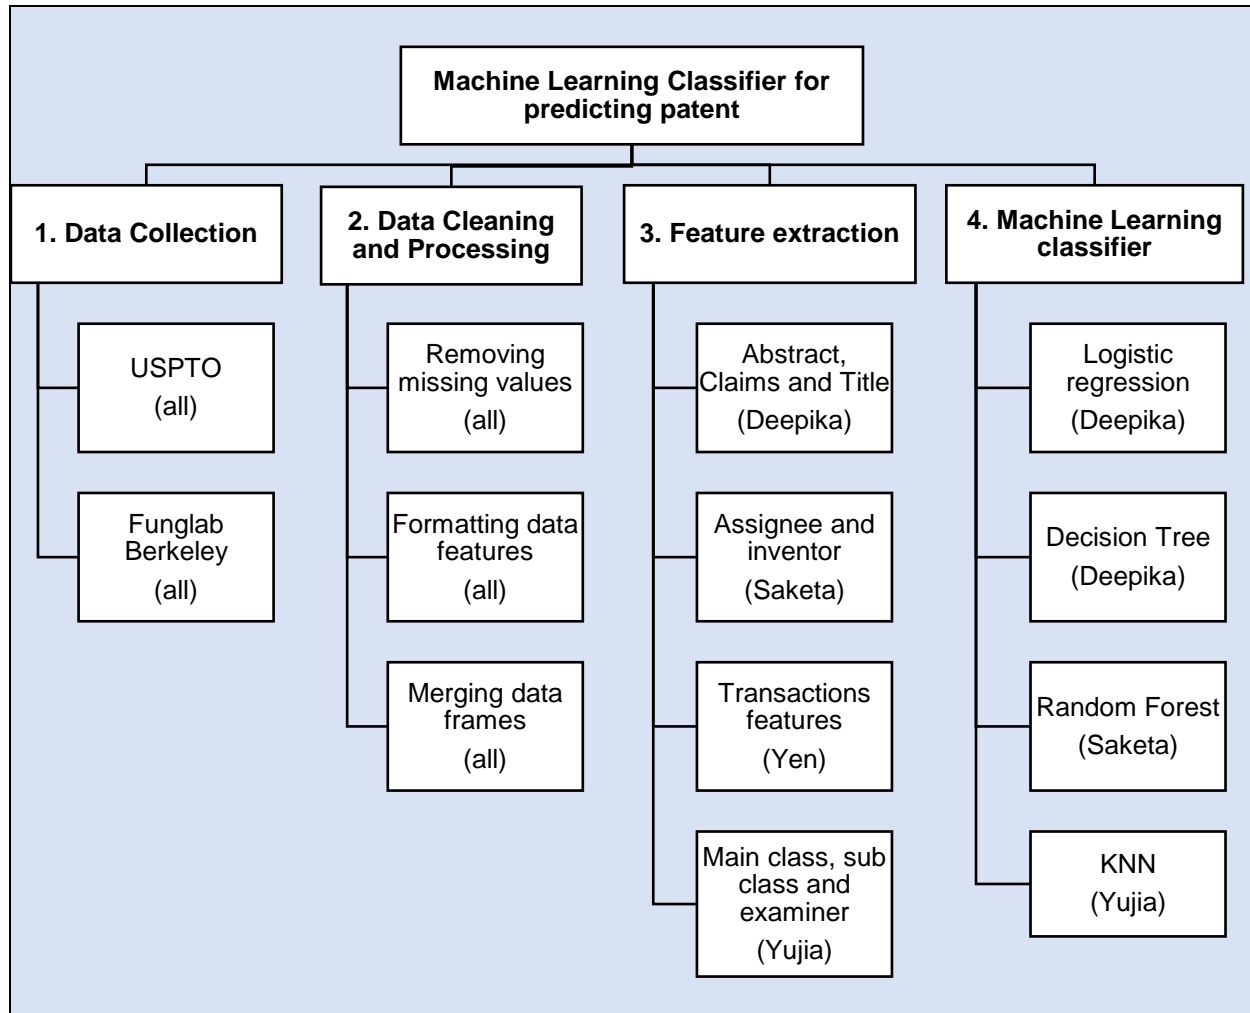 Machine Learning Classifier for
predicting patent
1. Data Collection
USPTO
(all)
Funglab
Berkeley
(all)
2. Data Cleaning
and Processing
Removing
missing values
(all)
Formatting data
features
(all)
Merging data
frames
(all)
3. Feature extraction
Abstract,
Claims and Title
(Deepika)
Assignee and
inventor
(Saketa)
Transactions
features
(Yen)
Main class, sub
class and
examiner
(Yujia)
4. Machine Learning
classifier
Logistic
regression
(Deepika)
Decision Tree
(Deepika)
Random Forest
(Saketa)
KNN
(Yujia)